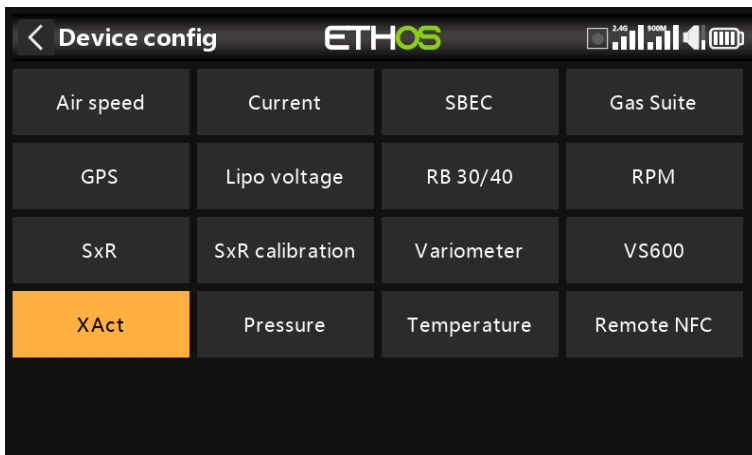 Device config
ETHOS
2.4G
900M
Air speed
Current
SBEC
Gas Suite
GPS
Lipo voltage
RB 30/40
RPM
SxR
SxR calibration
Variometer
VS600
XAct
Pressure
Temperature
Remote NFC